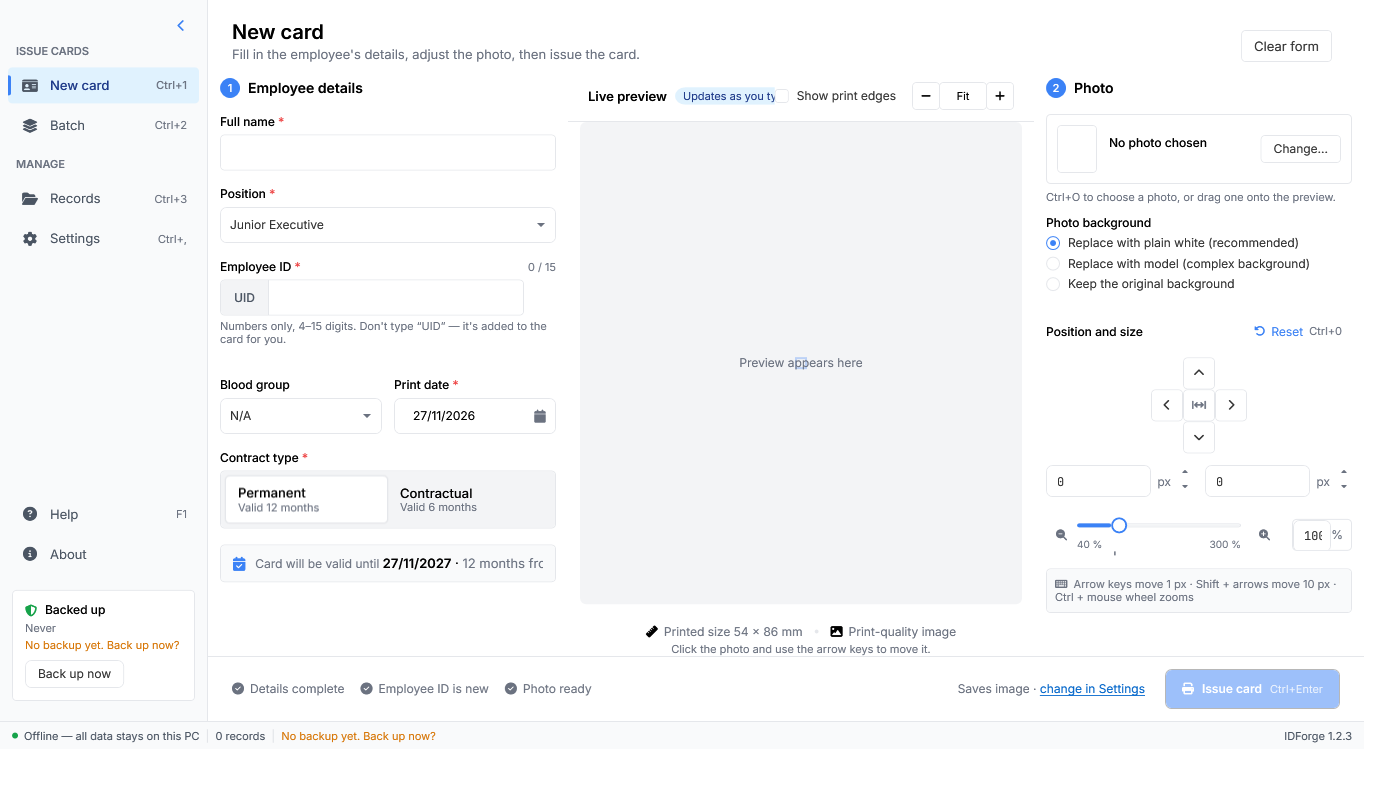 New card
Fill in the employee's details, adjust the photo, then issue the card.
Clear form
ISSUE CARDS
New card Ctrl+1
Batch Ctrl+2
MANAGE
Records Ctrl+3
Settings Ctrl+,
Help F1
About
Backed up
Never
No backup yet. Back up now?
Back up now
1 Employee details
Full name *
Position *
Junior Executive
Employee ID * 0 / 15
UID
Numbers only, 4–15 digits. Don't type “UID” — it's added to the
card for you.
Blood group
N/A
Print date *
27/11/2026
Contract type *
Permanent
Valid 12 months
Contractual
Valid 6 months
Card will be valid until 27/11/2027 · 12 months frc
Live preview Updates as you ty Show print edges Fit
Preview appears here
Printed size 54 × 86 mm
Print-quality image
Click the photo and use the arrow keys to move it.
2 Photo
No photo chosen
Change...
Ctrl+O to choose a photo, or drag one onto the preview.
Photo background
Replace with plain white (recommended)
Replace with model (complex background)
Keep the original background
Position and size Reset Ctrl+0
0 px 0 px
40 % 300 %
100 %
Arrow keys move 1 px · Shift + arrows move 10 px ·
Ctrl + mouse wheel zooms
Details complete Employee ID is new Photo ready
Saves image · change in Settings
Issue card Ctrl+Enter
Offline — all data stays on this PC 0 records No backup yet. Back up now?
IDForge 1.2.3